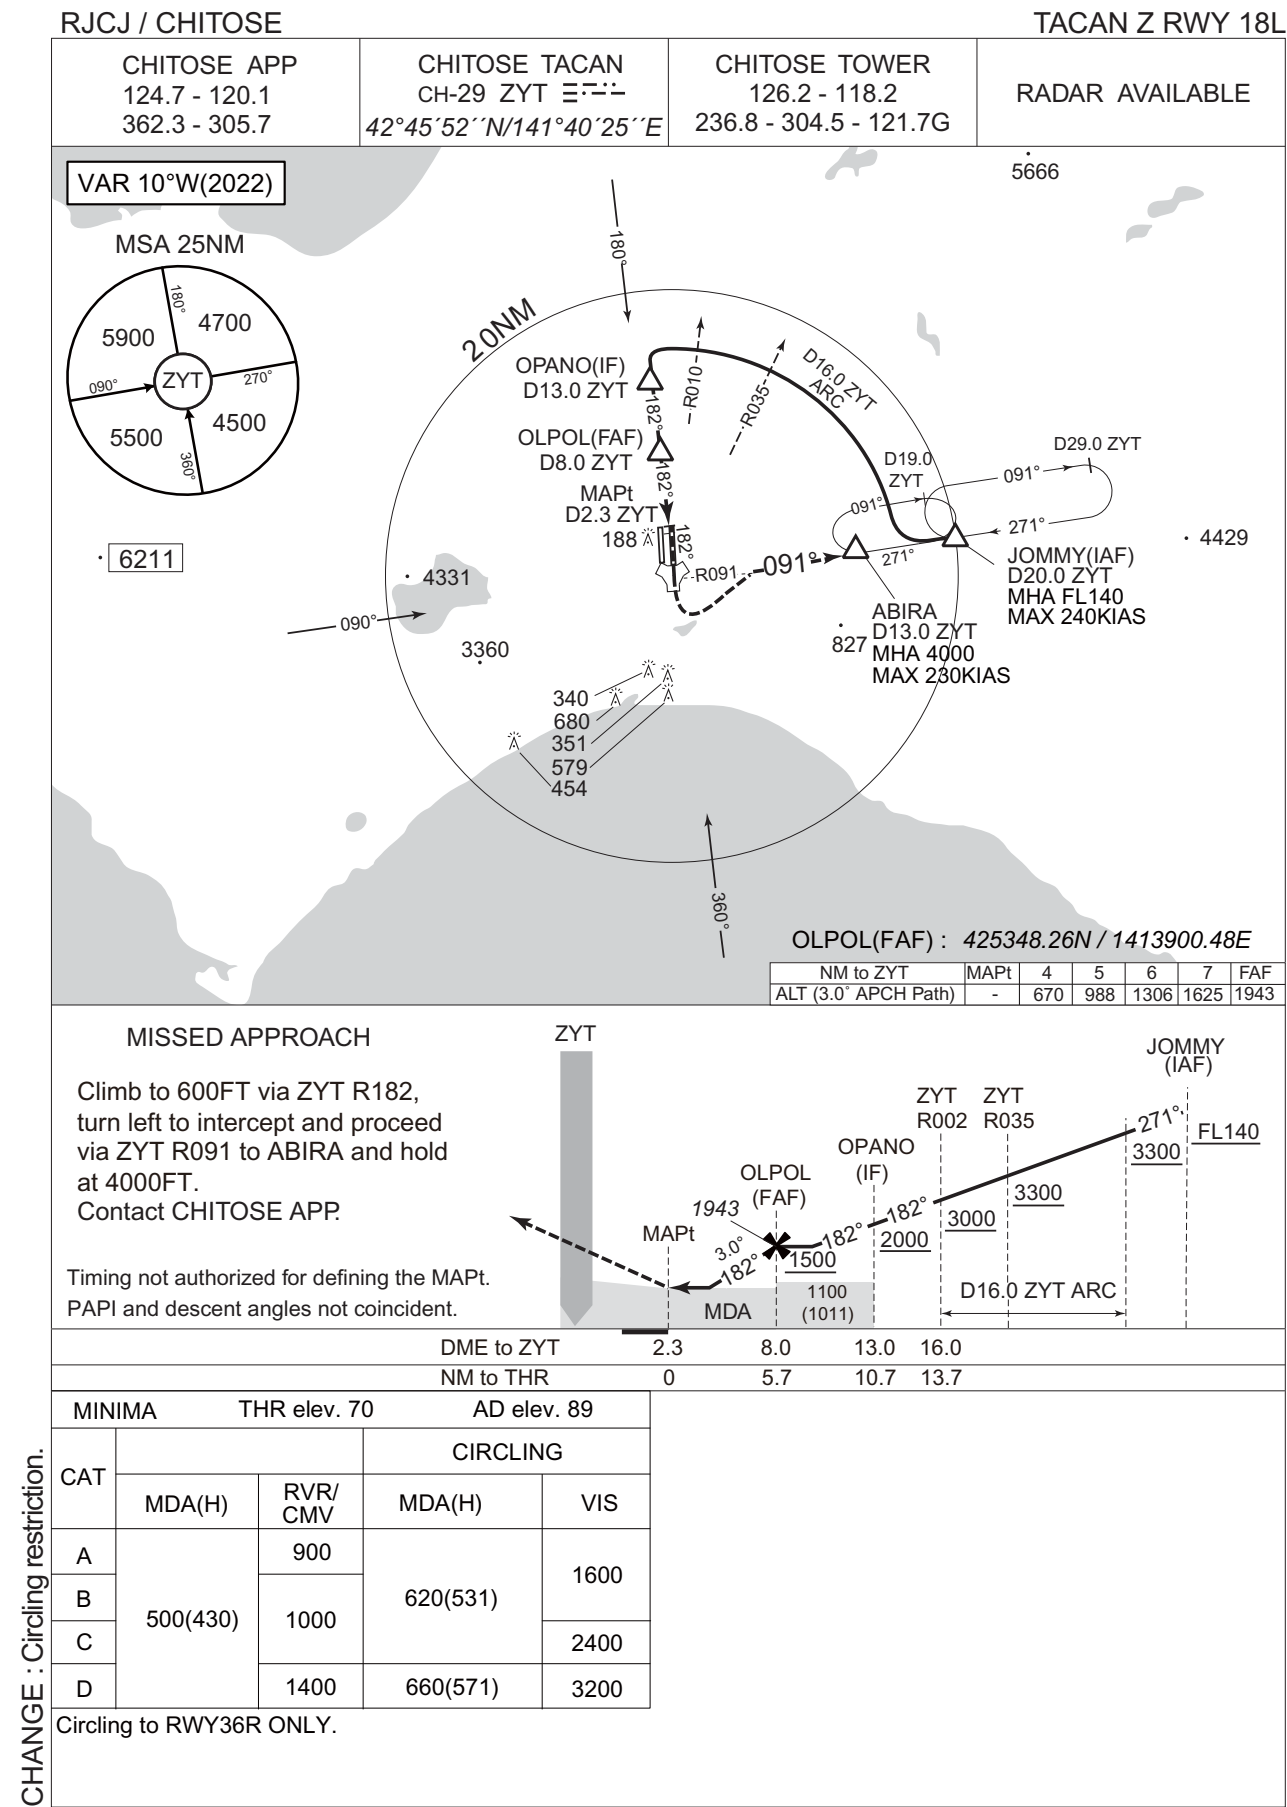 RJCJ / CHITOSE
TACAN Z RWY 18L
CHITOSE APP
124.7 - 120.1
362.3 - 305.7
CHITOSE TACAN
CH-29 ZYT
42°45´52´´N/141°40´25´´E
CHITOSE TOWER
126.2 - 118.2
236.8 - 304.5 - 121.7G
RADAR AVAILABLE
VAR 10°W(2022)
MSA 25NM
5900
180°
4700
090°
ZYT
270°
5500
4500
360°
5666
180°
20NM
OPANO(IF)
D13.0 ZYT
182°
R010
R035
D16.0 ZYT
ARC
OLPOL(FAF)
D8.0 ZYT
182°
MAPt
D2.3 ZYT
188
182°
R091
091°
D19.0
ZYT
091°
271°
D29.0 ZYT
091°
271°
JOMMY(IAF)
D20.0 ZYT
MHA FL140
MAX 240KIAS
4429
ABIRA
D13.0 ZYT
MHA 4000
MAX 230KIAS
827
6211
4331
090°
3360
340
680
351
579
454
360°
OLPOL(FAF) : 425348.26N / 1413900.48E
NM to ZYT MAPt 4 5 6 7 FAF
ALT (3.0° APCH Path) - 670 988 1306 1625 1943
MISSED APPROACH
Climb to 600FT via ZYT R182,
turn left to intercept and proceed
via ZYT R091 to ABIRA and hold
at 4000FT.
Contact CHITOSE APP.
Timing not authorized for defining the MAPt.
PAPI and descent angles not coincident.
ZYT
MAPt
1943
3.0°
182°
MDA
OLPOL
(FAF)
1500
1100
(1011)
182°
OPANO
(IF)
2000
182°
ZYT
R002
3000
ZYT
R035
3300
D16.0 ZYT ARC
3300
271°
JOMMY
(IAF)
FL140
DME to ZYT 2.3 8.0 13.0 16.0
NM to THR 0 5.7 10.7 13.7
MINIMA THR elev. 70 AD elev. 89
CAT
CIRCLING
MDA(H)
RVR/
CMV
MDA(H)
VIS
A
900
B
1000
C
D
1400
500(430)
620(531)
660(571)
1600
2400
3200
Circling to RWY36R ONLY.
CHANGE : Circling restriction.